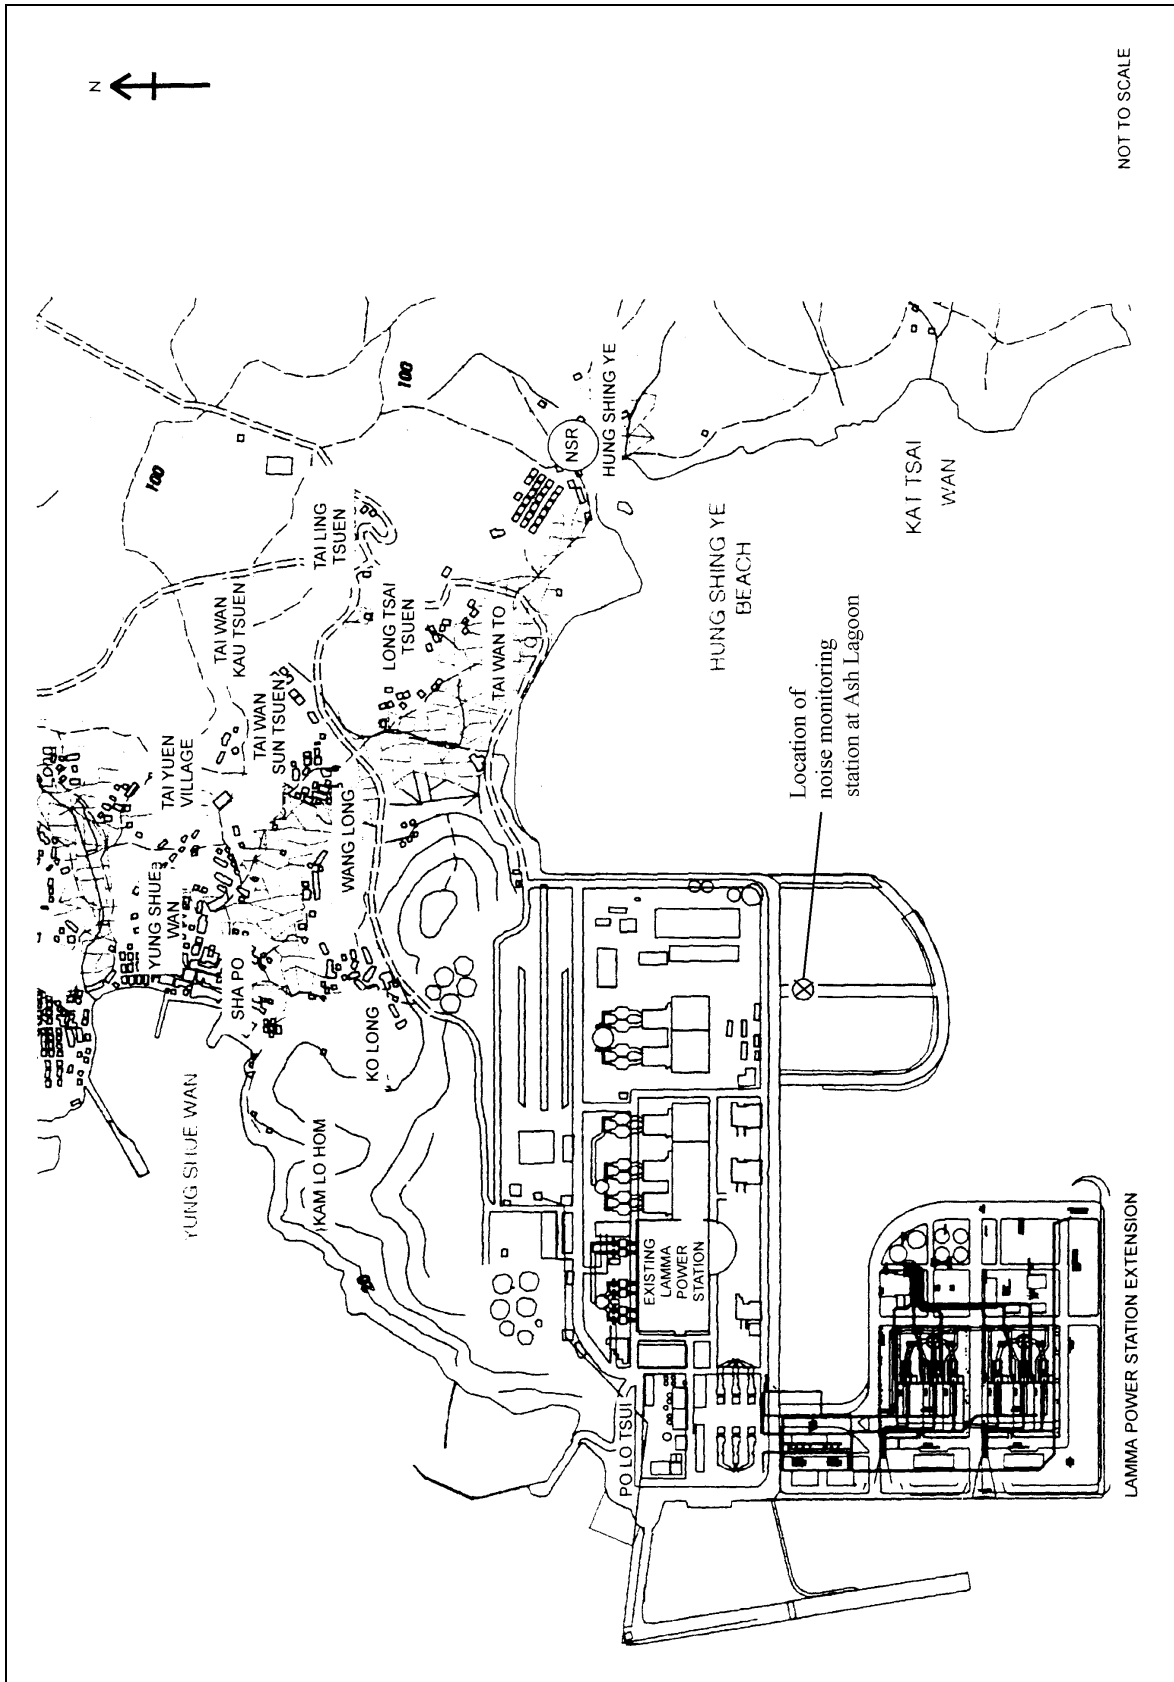 N
NOT TO SCALE
100
100
TAI LING
TSUEN
NSR
HUNG SHING YE
KAI TSAI
WAN
TAI WAN
KAU TSUEN
LONG TSAI
TSUEN
TAI WAN TO
HUNG SHING YE
BEACH
TAI YUEN
VILLAGE
TAI WAN
SUN TSUEN
WANG LONG
Location of
noise monitoring
station at Ash Lagoon
YUNG SHUE
WAN
SHA PO
KO LONG
YUNG SHUE WAN
KAM LO HOM
EXISTING
LAMMA
POWER
STATION
PO LO TSUI
LAMMA POWER STATION EXTENSION